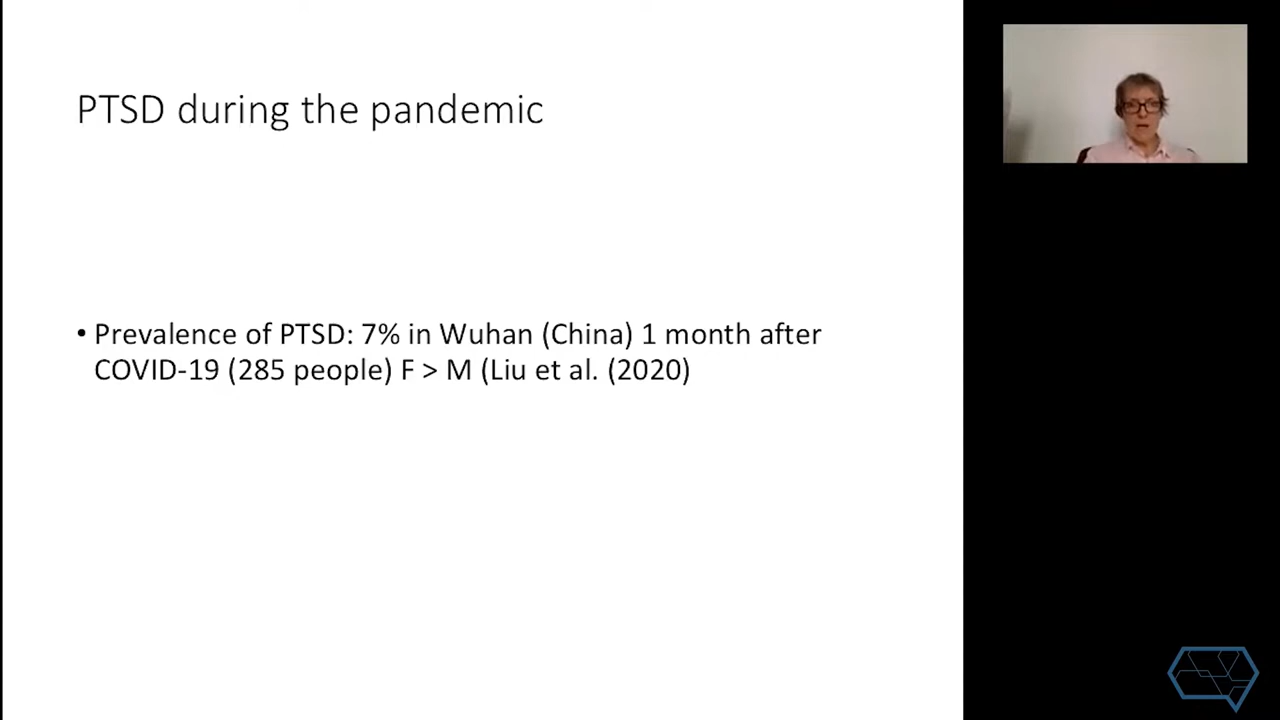 PTSD during the pandemic
• Prevalence of PTSD: 7% in Wuhan (China) 1 month after
COVID-19 (285 people) F > M (Liu et al. (2020)